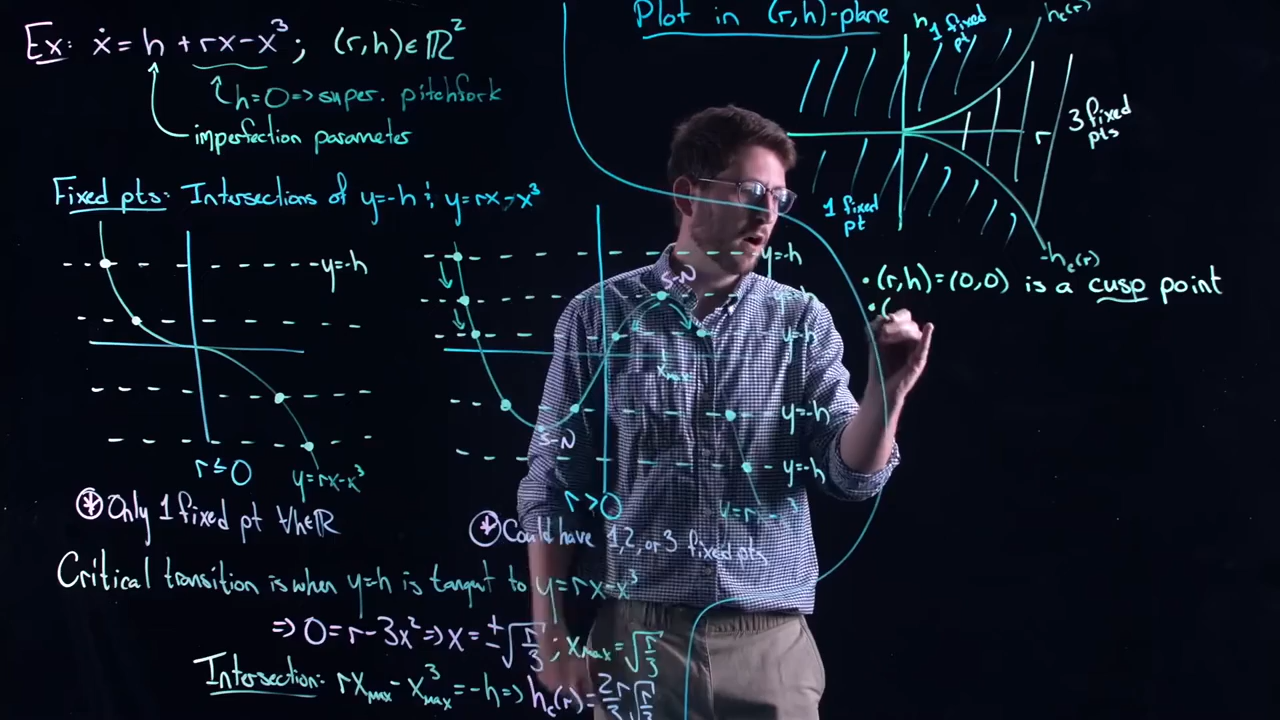 Ex: ẋ = h + rx - x³; (r,h) ∈ ℝ²
h=0 => super. pitchfork
imperfection parameter
Fixed pts: Intersections of y=-h & y=rx-x³
y=-h
r≤0
y=rx-x³
⊛ Only 1 fixed pt ∀h∈ℝ
y=-h
S-N
y=-h
y=-h
x_max
y=-h
S-N
y=-h
r>0
⊛ Could have 1,2, or 3 fixed pts
Critical transition is when y=h is tangent to y=rx-x³
=> 0 = r - 3x² => x = ±√(r/3); x_max = √(r/3)
Intersection: rx_max - x³_max = -h => h_c(r) = 2r/3 √(r/3)
Plot in (r,h)-plane
h
h_c(r)
1 fixed pt
r
3 fixed pts
1 fixed pt
-h_c(r)
• (r,h)=(0,0) is a cusp point
• (